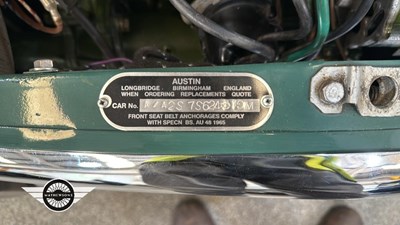 AUSTIN
LONGBRIDGE · BIRMINGHAM ENGLAND
WHEN ORDERING REPLACEMENTS QUOTE
CAR No.
FRONT SEAT BELT ANCHORAGES COMPLY
WITH SPECN BS. AU 48 1965
MATHEWSONS